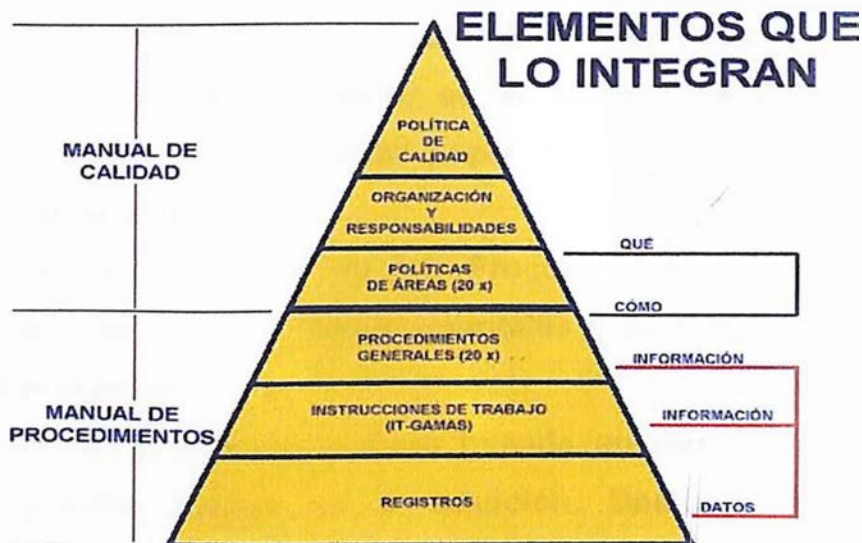 ELEMENTOS QUE
LO INTEGRAN
MANUAL DE
CALIDAD
POLÍTICA
DE
CALIDAD
ORGANIZACIÓN
Y
RESPONSABILIDADES
POLÍTICAS
DE ÁREAS (20 x)
QUÉ
CÓMO
MANUAL DE
PROCEDIMIENTOS
PROCEDIMIENTOS
GENERALES (20 x)
INSTRUCCIONES DE TRABAJO
(IT-GAMAS)
REGISTROS
INFORMACIÓN
INFORMACIÓN
DATOS